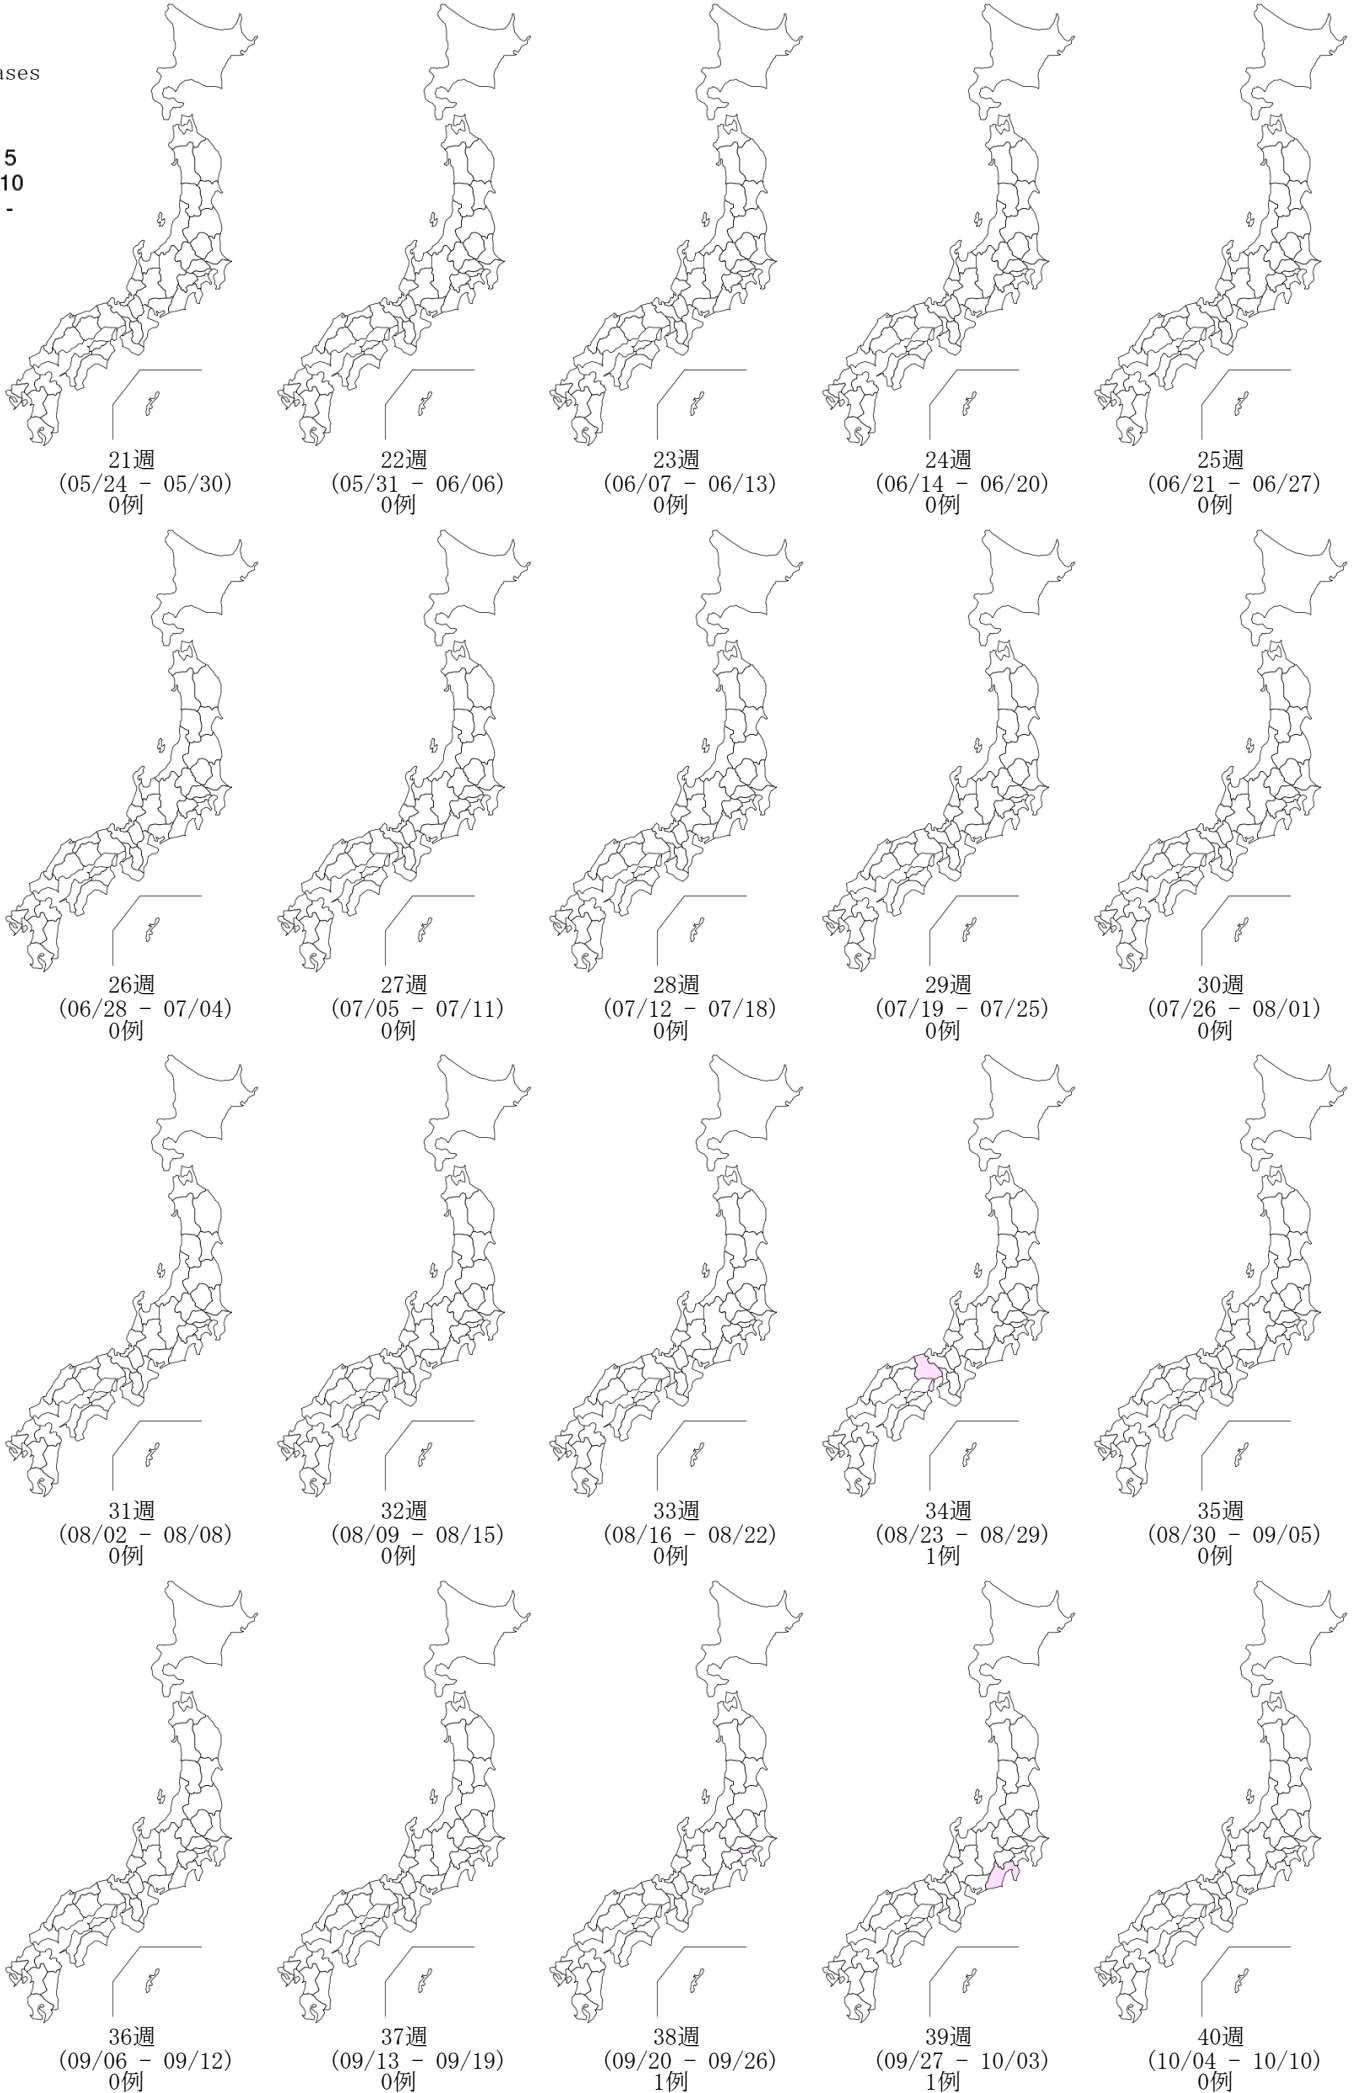 ases
5
10
-
21週
(05/24 - 05/30)
0例
22週
(05/31 - 06/06)
0例
23週
(06/07 - 06/13)
0例
24週
(06/14 - 06/20)
0例
25週
(06/21 - 06/27)
0例
26週
(06/28 - 07/04)
0例
27週
(07/05 - 07/11)
0例
28週
(07/12 - 07/18)
0例
29週
(07/19 - 07/25)
0例
30週
(07/26 - 08/01)
0例
31週
(08/02 - 08/08)
0例
32週
(08/09 - 08/15)
0例
33週
(08/16 - 08/22)
0例
34週
(08/23 - 08/29)
1例
35週
(08/30 - 09/05)
0例
36週
(09/06 - 09/12)
0例
37週
(09/13 - 09/19)
0例
38週
(09/20 - 09/26)
1例
39週
(09/27 - 10/03)
1例
40週
(10/04 - 10/10)
0例